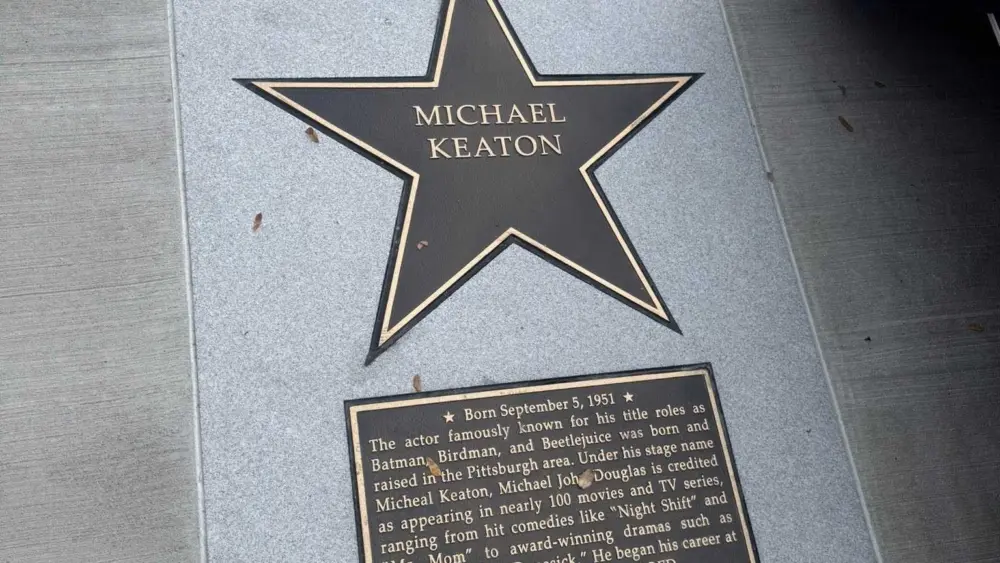 MICHAEL
KEATON
★ Born September 5, 1951 ★
The actor famously known for his title roles as
Batman, Birdman, and Beetlejuice was born and
raised in the Pittsburgh area. Under his stage name
Micheal Keaton, Michael John Douglas is credited
as appearing in nearly 100 movies and TV series,
ranging from hit comedies like "Night Shift" and
Mom" to award-winning dramas such as
He began his career at